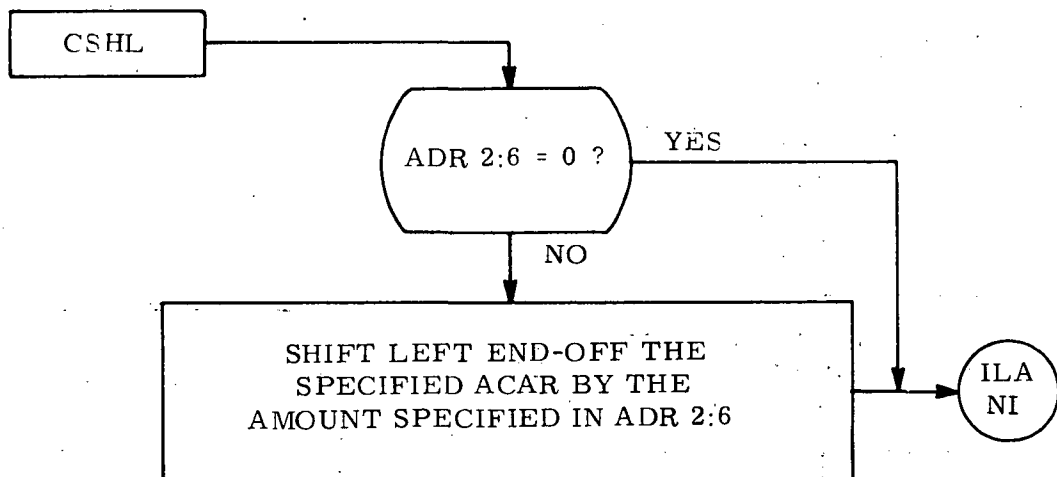 CSHL
ADR 2:6 = 0 ?
YES
NO
SHIFT LEFT END-OFF THE
SPECIFIED ACAR BY THE
AMOUNT SPECIFIED IN ADR 2:6
ILA
NI